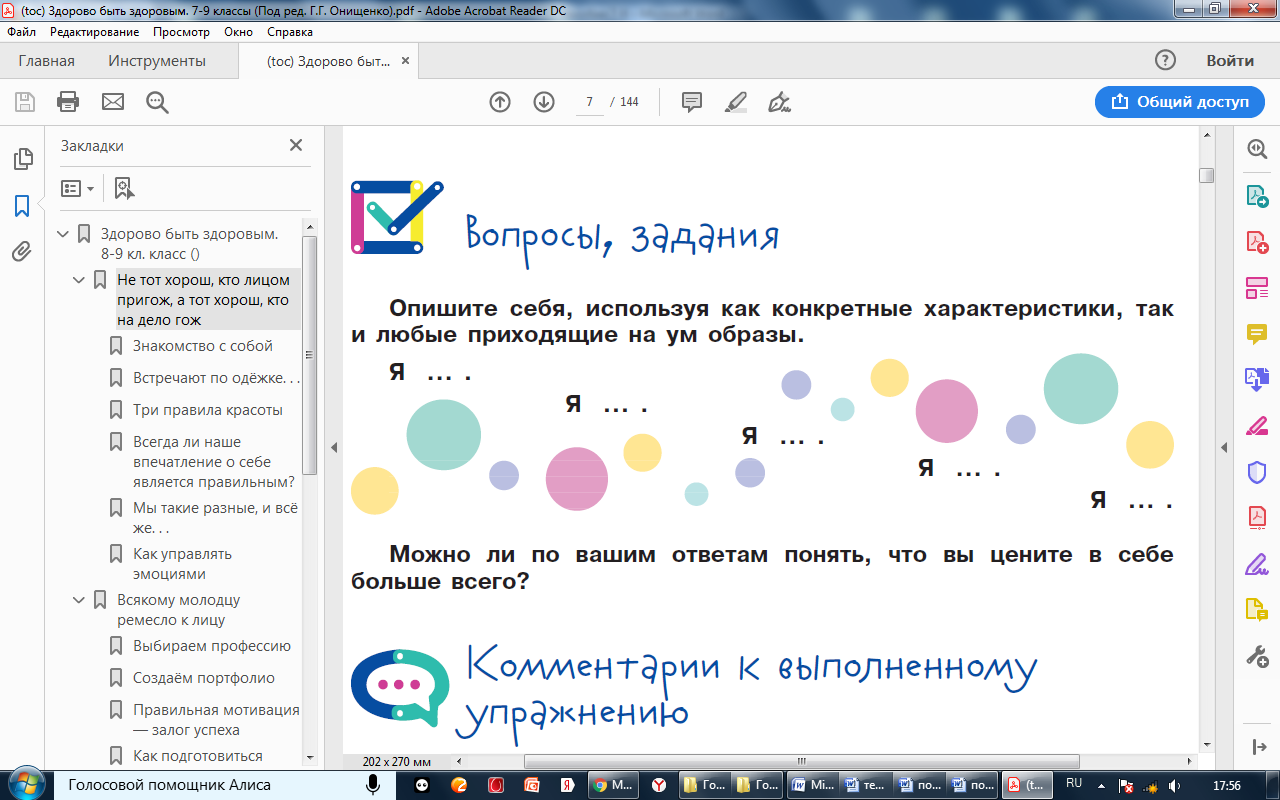 (toc) Здорово быть здоровым. 7-9 классы (Под ред. Г.Г. Онищенко).pdf - Adobe Acrobat Reader DC
Файл Редактирование Просмотр Окно Справка
Главная Инструменты (toc) Здорово быт... × Войти
7 / 144 Общий доступ
Закладки
Здорово быть здоровым.
8-9 кл. класс ()
Не тот хорош, кто лицом
пригож, а тот хорош, кто
на дело гож
Знакомство с собой
Встречают по одёжке. . .
Три правила красоты
Всегда ли наше
впечатление о себе
является правильным?
Мы такие разные, и всё
же. . .
Как управлять
эмоциями
Всякому молодцу
ремесло к лицу
Выбираем профессию
Создаём портфолио
Правильная мотивация
— залог успеха
Как подготовиться
Вопросы, задания
Опишите себя, используя как конкретные характеристики, так
и любые приходящие на ум образы.
Я ... .
Я ... .
Я ... .
Я ... .
Я ... .
Можно ли по вашим ответам понять, что вы цените в себе
больше всего?
Комментарии к выполненному
упражнению
202 x 270 мм
Голосовой помощник Алиса
М... Го... Го... Mi... те... по... по... (t... RU 17:56